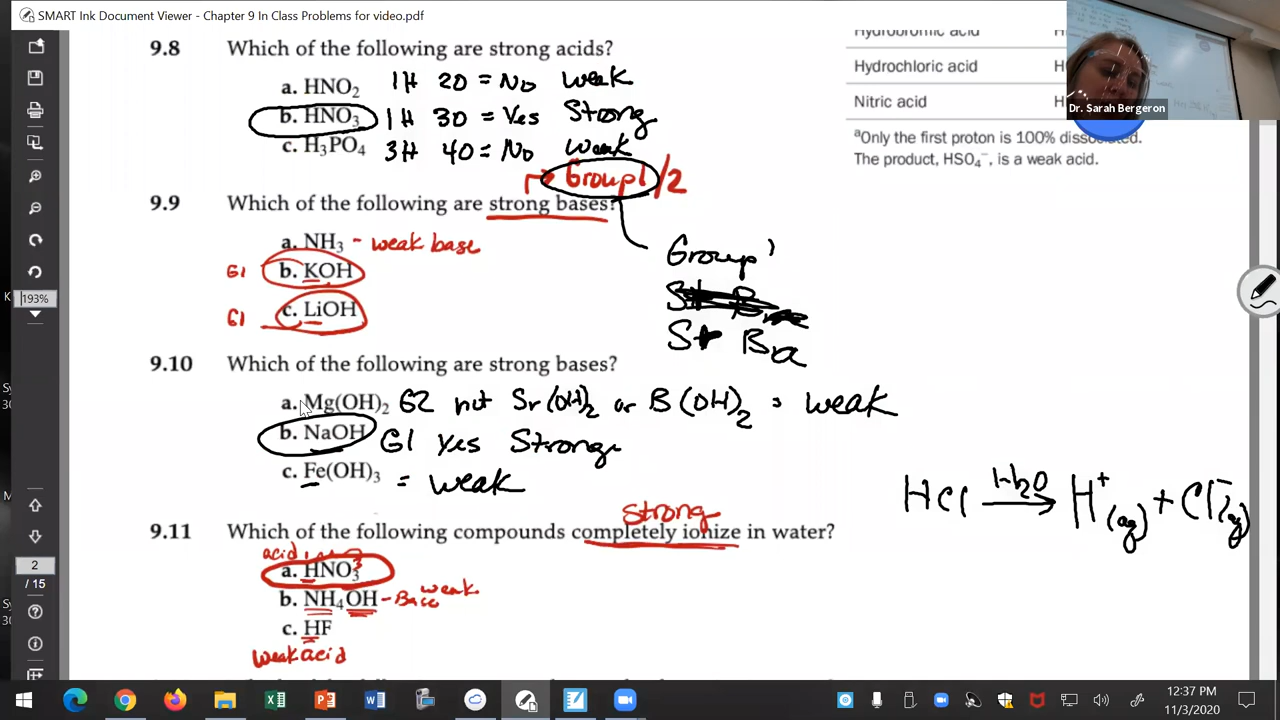 SMART Ink Document Viewer - Chapter 9 In Class Problems for video.pdf
9.8 Which of the following are strong acids?
a. HNO₂ 1H 2O = No weak
b. HNO₃ 1H 3O = Yes Strong
c. H₃PO₄ 3H 4O = No weak
Hydrochloric acid
Nitric acid
Dr. Sarah Bergeron
ᵃOnly the first proton is 100%
The product, HSO₄⁻, is a weak acid.
Group 1/2
9.9 Which of the following are strong bases?
a. NH₃ - weak base
G1 b. KOH
G1 c. LiOH
Group 1
Sr Ba
193%
9.10 Which of the following are strong bases?
a. Mg(OH)₂ G2 not Sr(OH)₂ or B(OH)₂ = weak
b. NaOH G1 Yes Strong
c. Fe(OH)₃ = weak
HCl H₂O → H⁺(aq) + Cl⁻(aq)
strong
9.11 Which of the following compounds completely ionize in water?
acid
a. HNO₃
b. NH₄OH - Base weak
c. HF
weak acid
2
/ 15
12:37 PM
11/3/2020